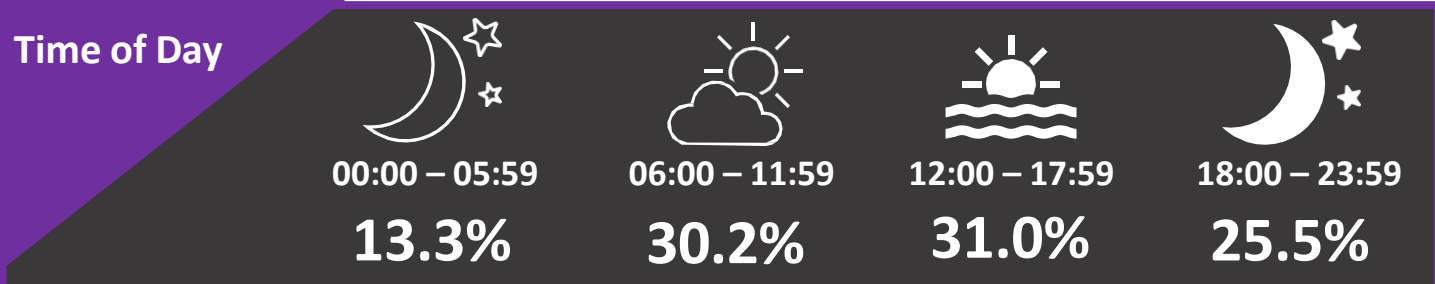 Time of Day
00:00 – 05:59
06:00 – 11:59
12:00 – 17:59
18:00 – 23:59
13.3%
30.2%
31.0%
25.5%